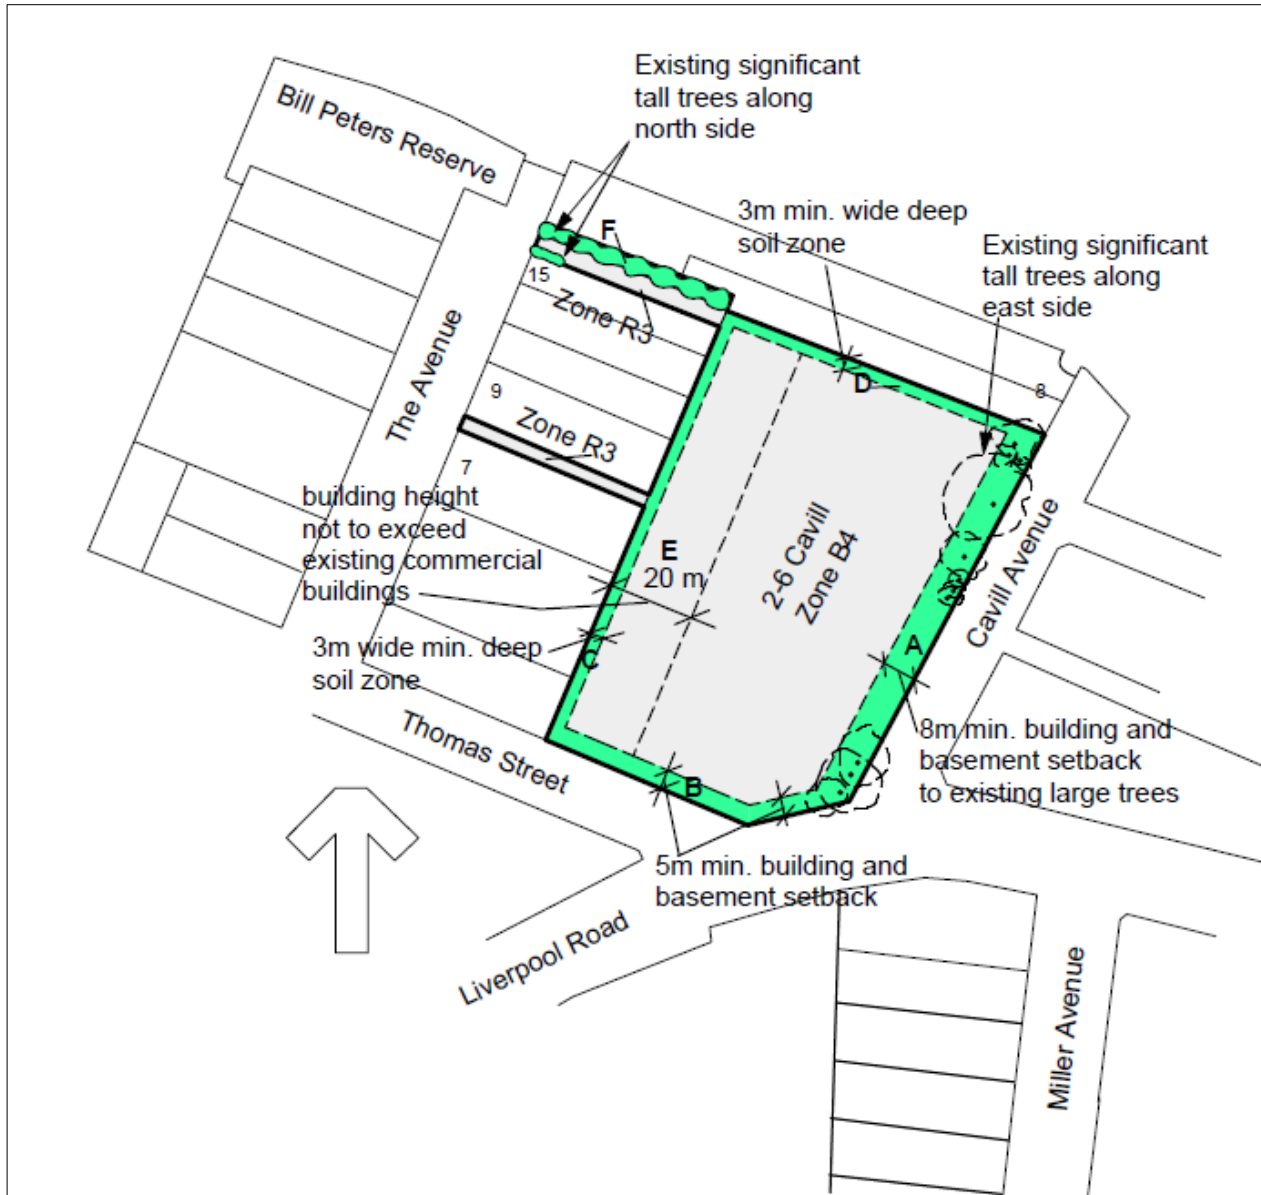 Existing significant
tall trees along
north side
Bill Peters Reserve
3m min. wide deep
soil zone
F
Existing significant
tall trees along
east side
15
Zone R3
The Avenue
D
8
9
Zone R3
7
building height
not to exceed
existing commercial
buildings
E
20 m
2-6 Cavill
Zone B4
Cavill Avenue
A
3m wide min. deep
soil zone
C
Thomas Street
B
8m min. building and
basement setback
to existing large trees
5m min. building and
basement setback
Liverpool Road
Miller Avenue